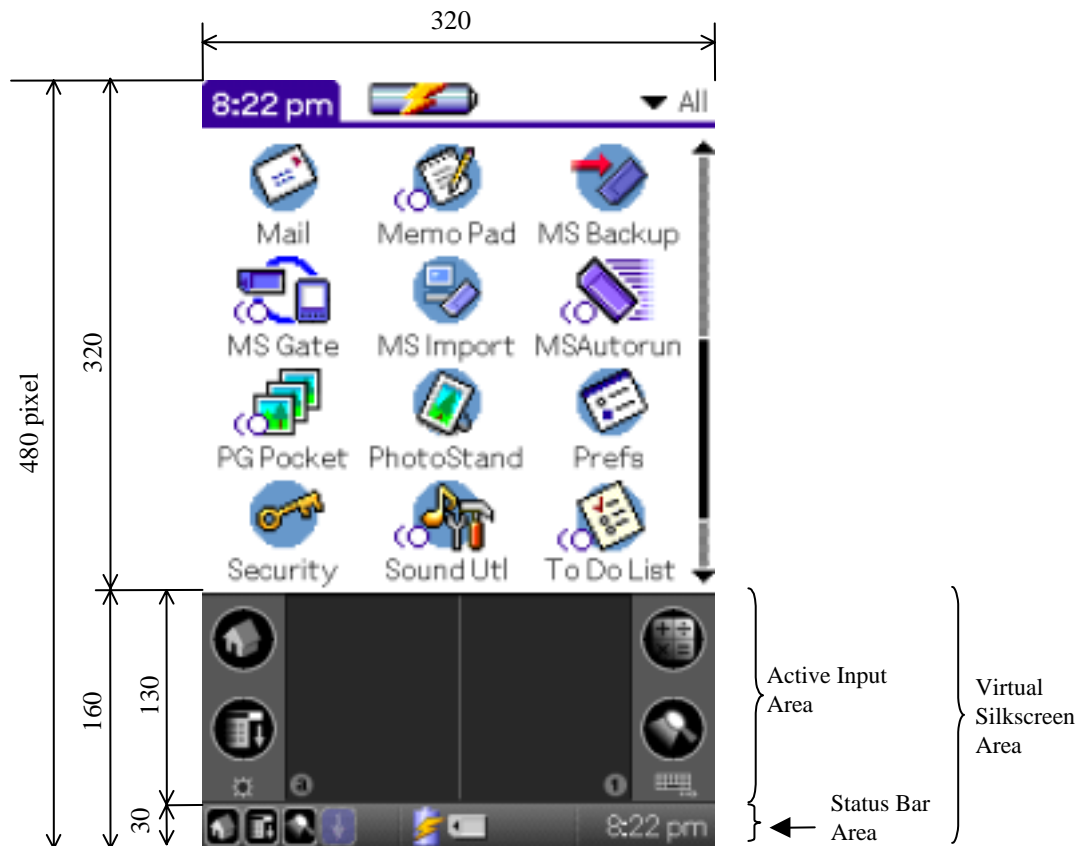 320
8:22 pm
All
Mail
Memo Pad
MS Backup
MS Gate
MS Import
MSAutorun
PG Pocket
PhotoStand
Prefs
Security
Sound Utl
To Do List
480 pixel
320
160
130
30
a
1
8:22 pm
Active Input
Area
Virtual
Silkscreen
Area
Status Bar
Area